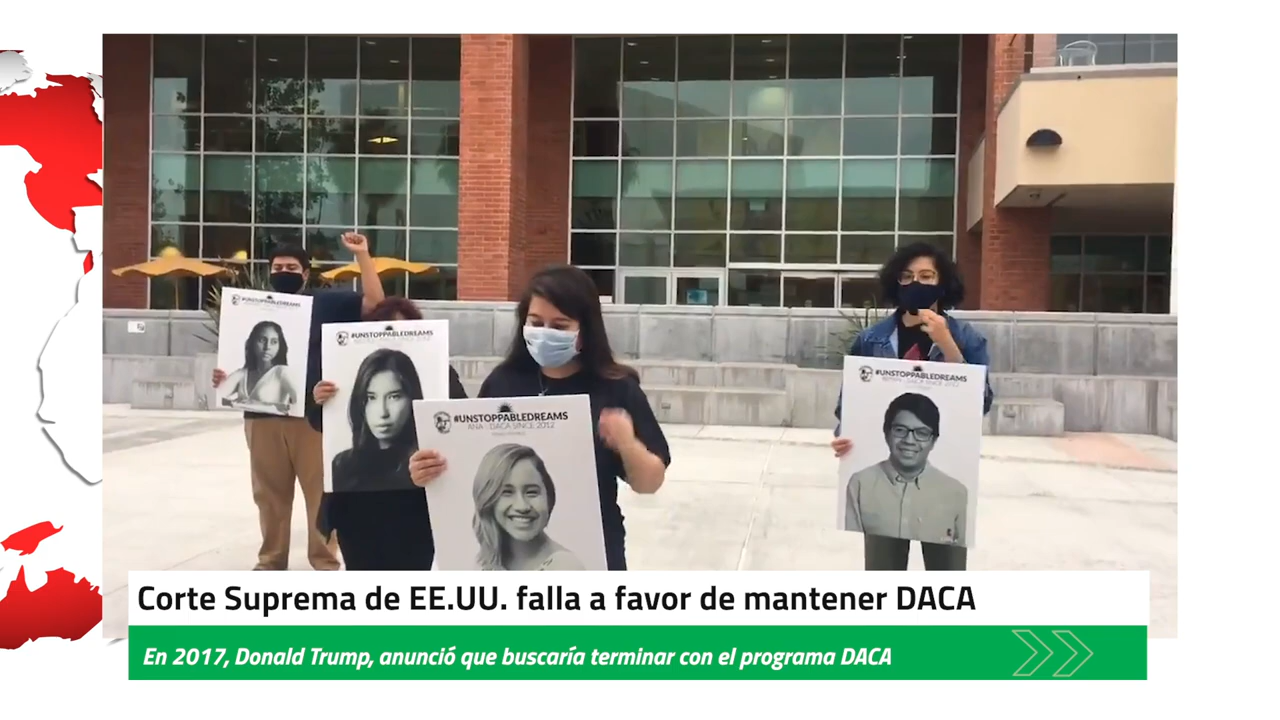 #UNSTOPPABLEDREAMS
#UNSTOPPABLEDREAMS
#UNSTOPPABLEDREAMS
ANA - DACA SINCE 2012
#UNSTOPPABLEDREAMS
Corte Suprema de EE.UU. falla a favor de mantener DACA
En 2017, Donald Trump, anunció que buscaría terminar con el programa DACA